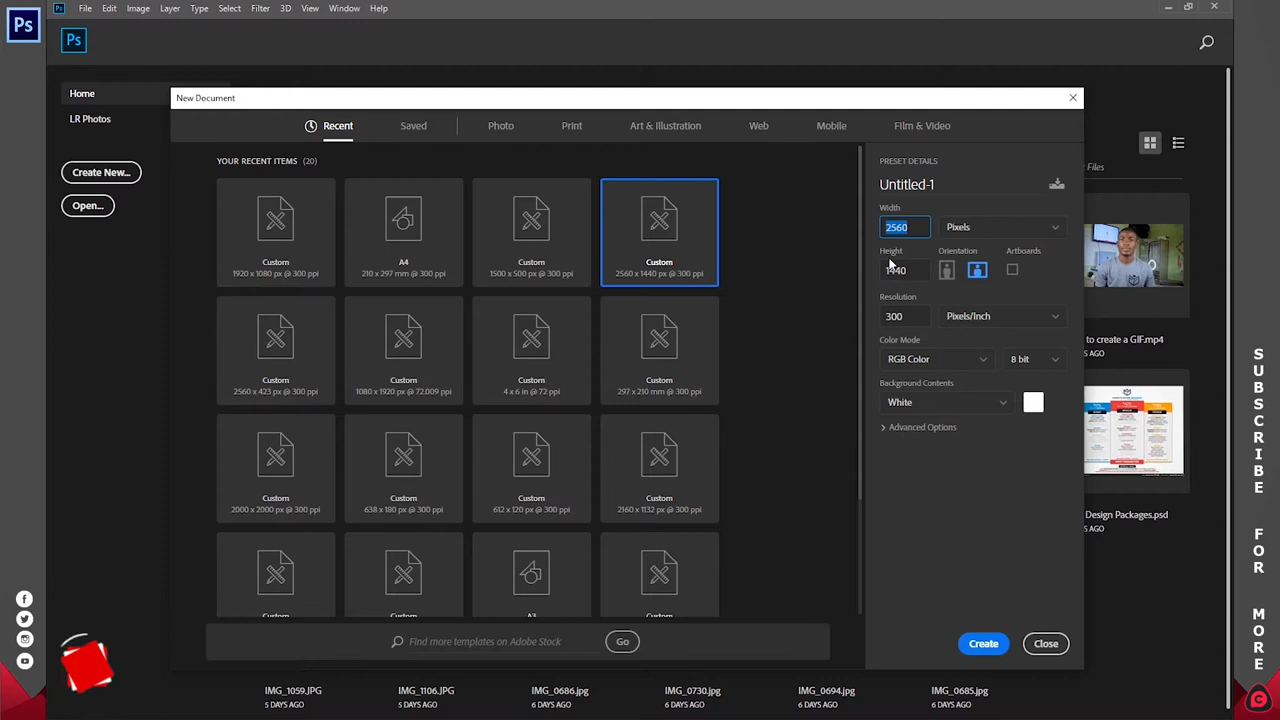 Ps
Ps File Edit Image Layer Type Select Filter 3D View Window Help
Ps
Home
LR Photos
Create New...
Open...
New Document
Recent Saved Photo Print Art & Illustration Web Mobile Film & Video
YOUR RECENT ITEMS (20)
Custom
1920 x 1080 px @ 300 ppi
A4
210 x 297 mm @ 300 ppi
Custom
1500 x 500 px @ 300 ppi
Custom
2560 x 1440 px @ 300 ppi
Custom
2560 x 423 px @ 300 ppi
Custom
1080 x 1920 px @ 72.009 ppi
Custom
4 x 6 in @ 72 ppi
Custom
297 x 210 mm @ 300 ppi
Custom
2000 x 2000 px @ 300 ppi
Custom
638 x 180 px @ 300 ppi
Custom
612 x 120 px @ 300 ppi
Custom
2160 x 1132 px @ 300 ppi
Custom
Custom
A3
Custom
Find more templates on Adobe Stock
Go
PRESET DETAILS
Untitled-1
Width
2560 Pixels
Height Orientation Artboards
1440
Resolution
300 Pixels/Inch
Color Mode
RGB Color 8 bit
Background Contents
White
Advanced Options
Create Close
Files
to create a GIF.mp4
S AGO
Design Packages.psd
S AGO
IMG_1059.JPG
5 DAYS AGO
IMG_1106.JPG
6 DAYS AGO
IMG_0686.jpg
6 DAYS AGO
IMG_0730.jpg
6 DAYS AGO
IMG_0694.jpg
6 DAYS AGO
IMG_0685.jpg
6 DAYS AGO
SUBSCRIBE FOR MORE